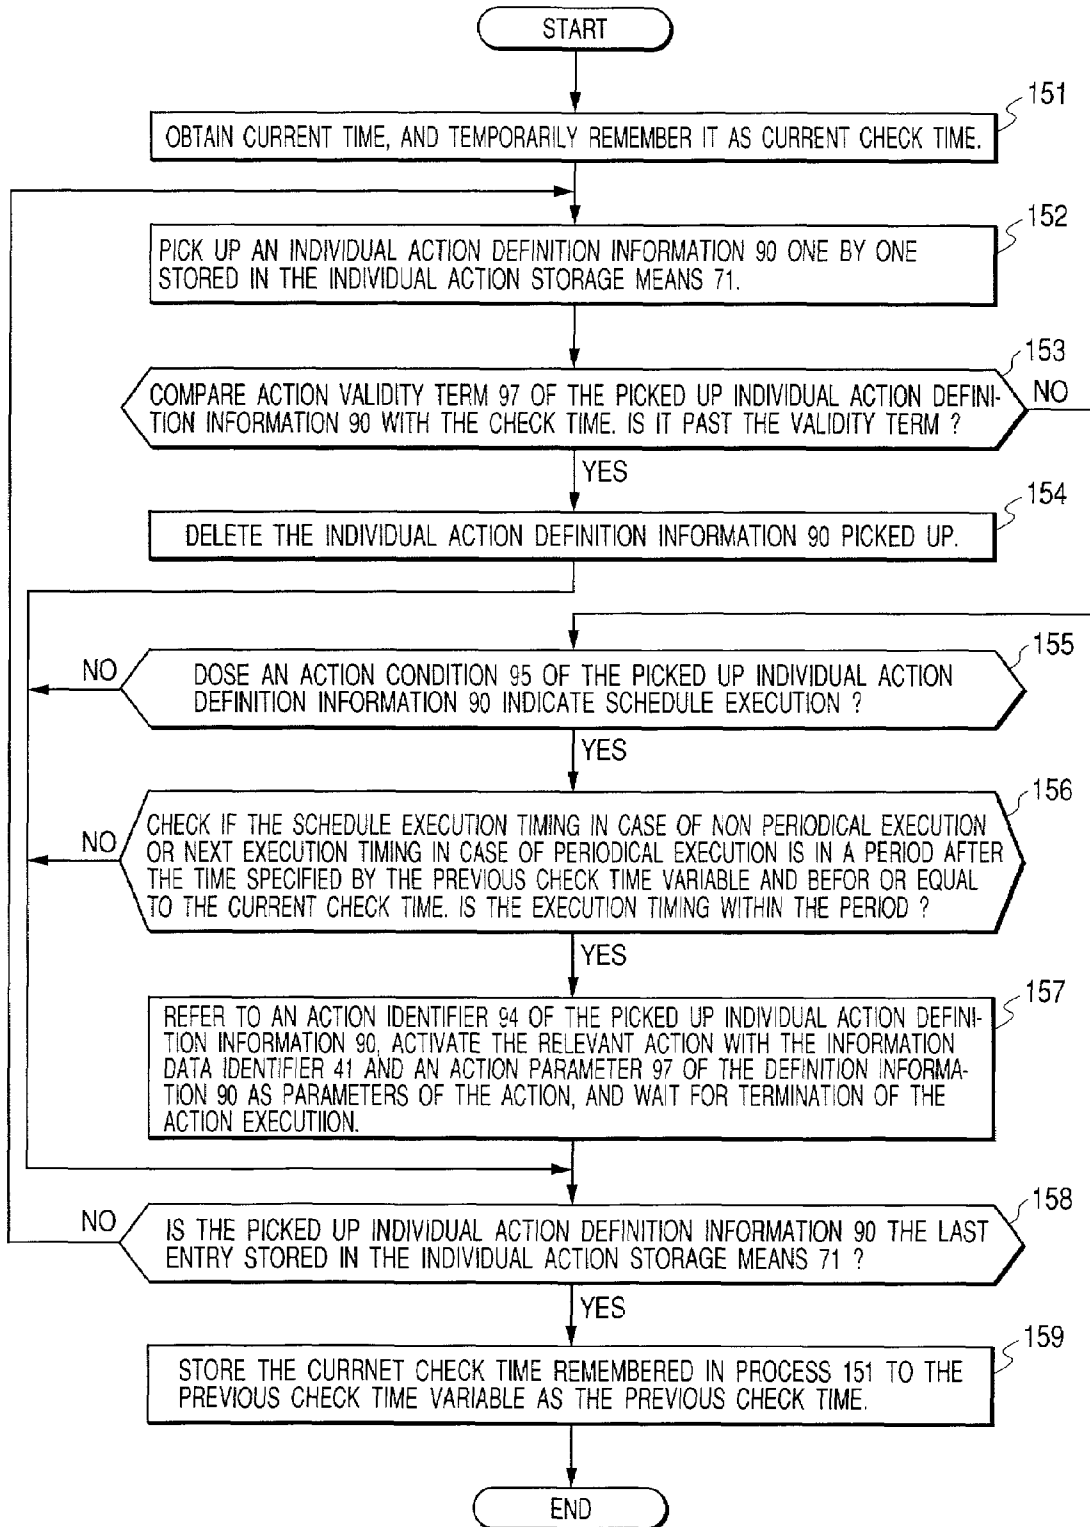 START
151
OBTAIN CURRENT TIME, AND TEMPORARILY REMEMBER IT AS CURRENT CHECK TIME.
152
PICK UP AN INDIVIDUAL ACTION DEFINITION INFORMATION 90 ONE BY ONE
STORED IN THE INDIVIDUAL ACTION STORAGE MEANS 71.
153
COMPARE ACTION VALIDITY TERM 97 OF THE PICKED UP INDIVIDUAL ACTION DEFINI-
TION INFORMATION 90 WITH THE CHECK TIME. IS IT PAST THE VALIDITY TERM ?
NO
YES
154
DELETE THE INDIVIDUAL ACTION DEFINITION INFORMATION 90 PICKED UP.
155
NO
DOSE AN ACTION CONDITION 95 OF THE PICKED UP INDIVIDUAL ACTION
DEFINITION INFORMATION 90 INDICATE SCHEDULE EXECUTION ?
YES
156
NO
CHECK IF THE SCHEDULE EXECUTION TIMING IN CASE OF NON PERIODICAL EXECUTION
OR NEXT EXECUTION TIMING IN CASE OF PERIODICAL EXECUTION IS IN A PERIOD AFTER
THE TIME SPECIFIED BY THE PREVIOUS CHECK TIME VARIABLE AND BEFOR OR EQUAL
TO THE CURRENT CHECK TIME. IS THE EXECUTION TIMING WITHIN THE PERIOD ?
YES
157
REFER TO AN ACTION IDENTIFIER 94 OF THE PICKED UP INDIVIDUAL ACTION DEFINI-
TION INFORMATION 90, ACTIVATE THE RELEVANT ACTION WITH THE INFORMATION
DATA IDENTIFIER 41 AND AN ACTION PARAMETER 97 OF THE DEFINITION INFORMA-
TION 90 AS PARAMETERS OF THE ACTION, AND WAIT FOR TERMINATION OF THE
ACTION EXECUTIION.
158
NO
IS THE PICKED UP INDIVIDUAL ACTION DEFINITION INFORMATION 90 THE LAST
ENTRY STORED IN THE INDIVIDUAL ACTION STORAGE MEANS 71 ?
YES
159
STORE THE CURRNET CHECK TIME REMEMBERED IN PROCESS 151 TO THE
PREVIOUS CHECK TIME VARIABLE AS THE PREVIOUS CHECK TIME.
END